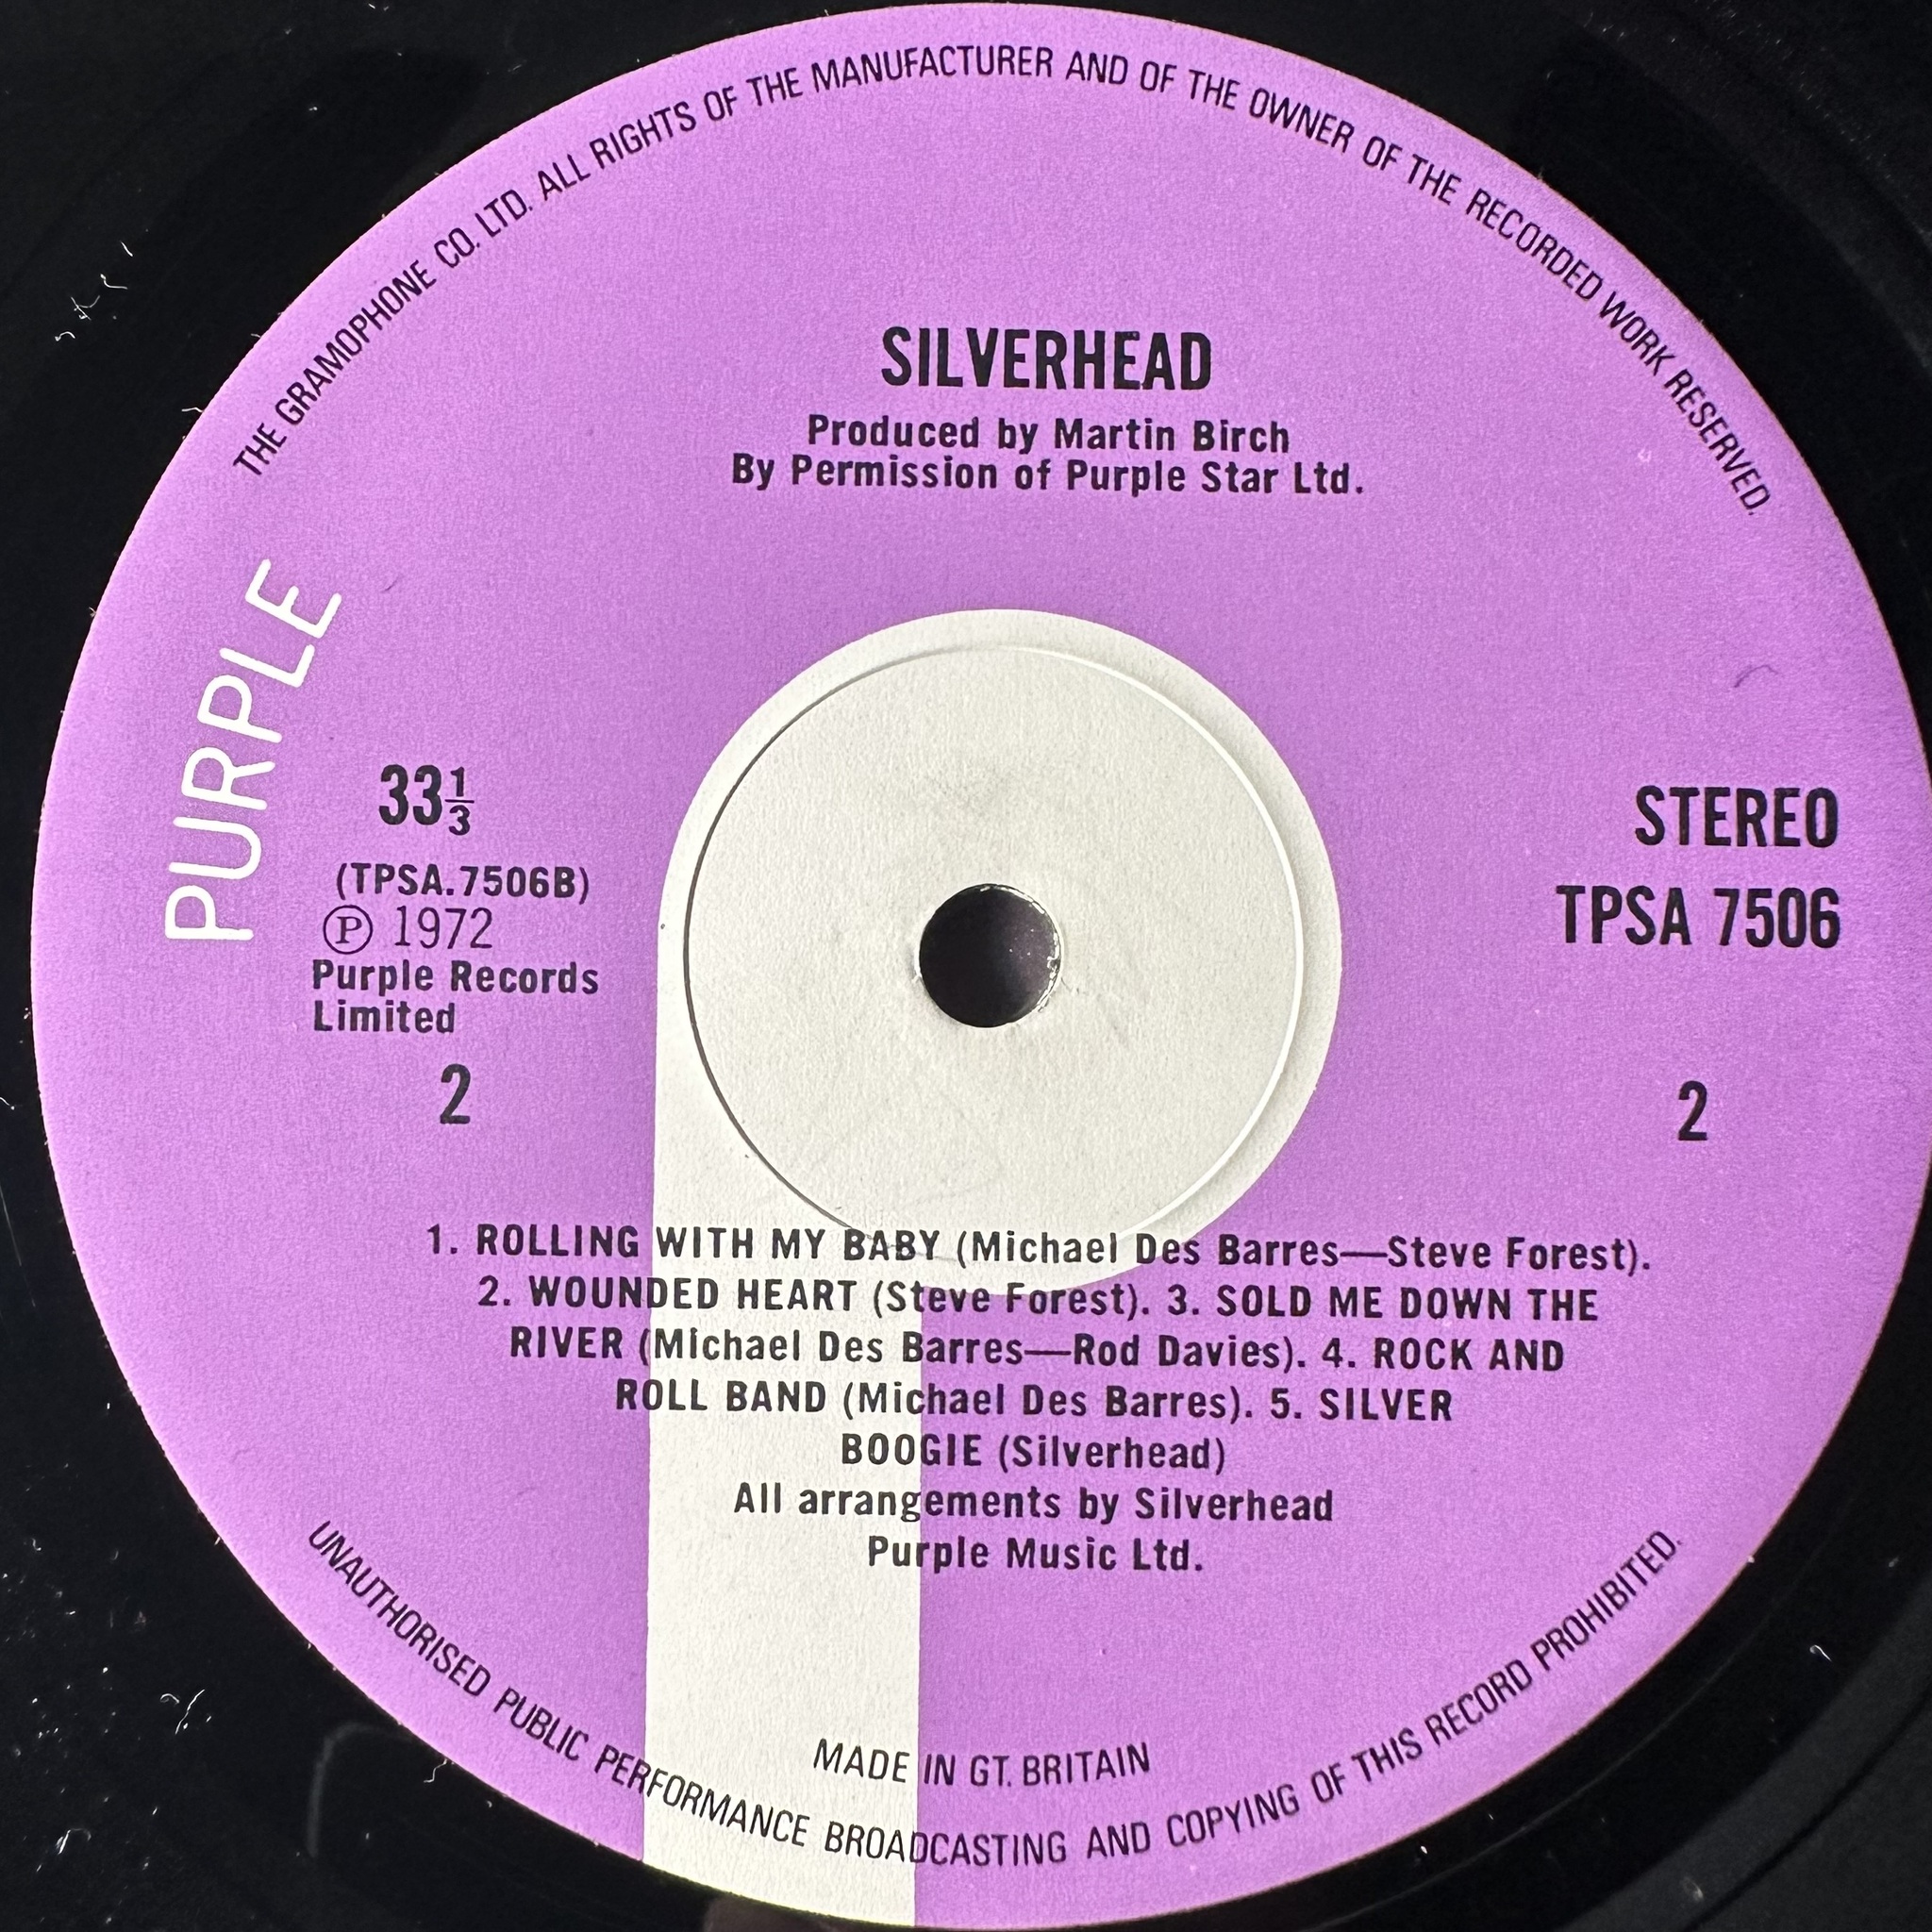 THE GRAMOPHONE CO. LTD. ALL RIGHTS OF THE MANUFACTURER AND OF THE OWNER OF THE RECORDED WORK RESERVED.
SILVERHEAD
Produced by Martin Birch
By Permission of Purple Star Ltd.
PURPLE
33⅓
(TPSA.7506B)
Ⓟ 1972
Purple Records
Limited
2
STEREO
TPSA 7506
2
1. ROLLING WITH MY BABY (Michael Des Barres—Steve Forest).
2. WOUNDED HEART (Steve Forest). 3. SOLD ME DOWN THE
RIVER (Michael Des Barres—Rod Davies). 4. ROCK AND
ROLL BAND (Michael Des Barres). 5. SILVER
BOOGIE (Silverhead)
All arrangements by Silverhead
Purple Music Ltd.
MADE IN GT. BRITAIN
UNAUTHORISED PUBLIC PERFORMANCE BROADCASTING AND COPYING OF THIS RECORD PROHIBITED.